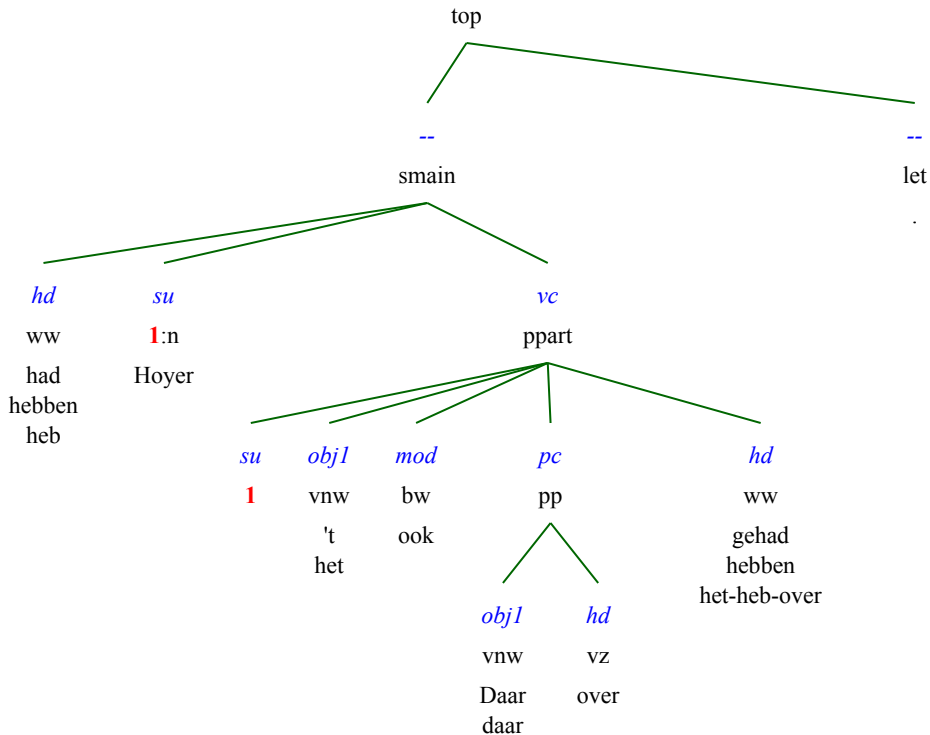 top
-- --
smain let
.
hd su vc
ww 1:n ppart
had Hoyer
hebben
heb
su obj1 mod pc hd
1 vnw bw pp ww
't ook gehad
het hebben
het-heb-over
obj1 hd
vnw vz
Daar over
daar